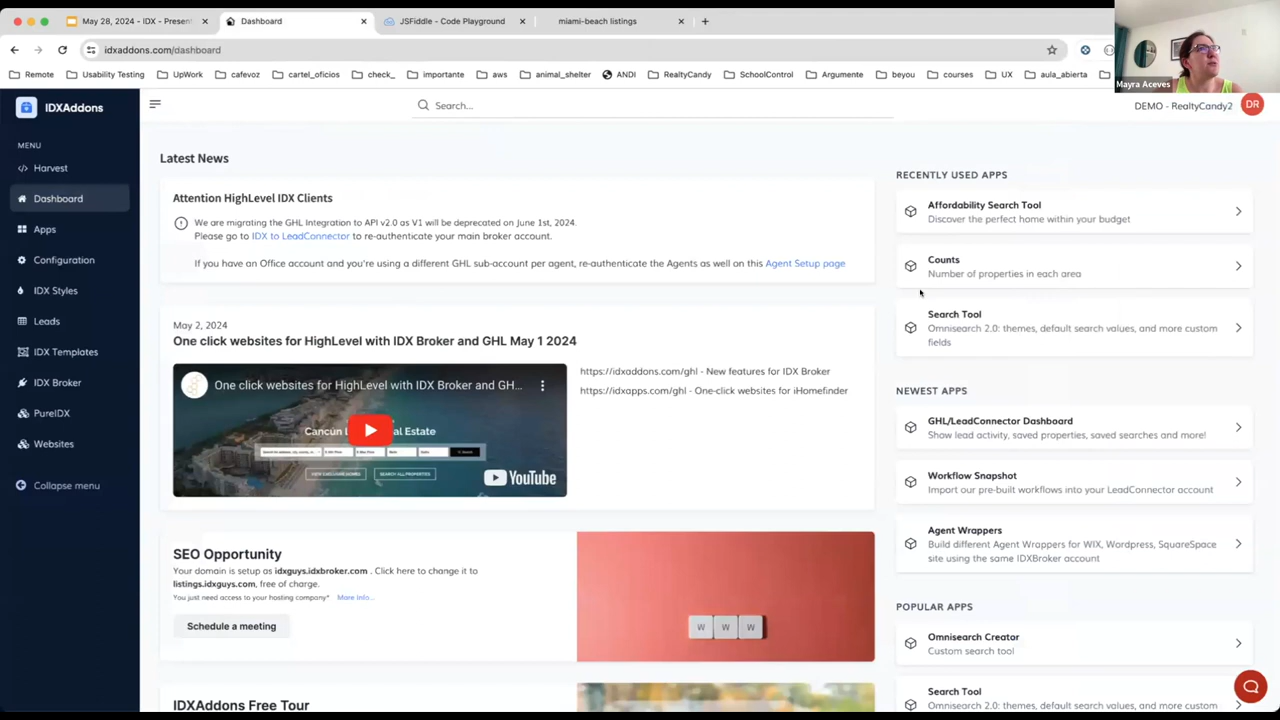 May 28, 2024 - IDX - Present
Dashboard
JSFiddle - Code Playground
miami-beach listings
idxaddons.com/dashboard
Remote
Usability Testing
UpWork
cafevoz
cartel_oficios
check_
importante
aws
animal_shelter
ANDI
RealtyCandy
SchoolControl
Argumente
beyou
courses
UX
aula_abierta
Mayra Aceves
IDXAddons
Search...
DEMO - RealtyCandy2
DR
MENU
Harvest
Dashboard
Apps
Configuration
IDX Styles
Leads
IDX Templates
IDX Broker
PureIDX
Websites
Collapse menu
Latest News
Attention HighLevel IDX Clients
We are migrating the GHL Integration to API v2.0 as V1 will be deprecated on June 1st, 2024.
Please go to IDX to LeadConnector to re-authenticate your main broker account.
If you have an Office account and you're using a different GHL sub-account per agent, re-authenticate the Agents as well on this Agent Setup page
May 2, 2024
One click websites for HighLevel with IDX Broker and GHL May 1 2024
One click websites for HighLevel with IDX Broker and GH...
Cancún L al Estate
VIEW EXCLUSIVE HOMES
SEARCH ALL PROPERTIES
YouTube
https://idxaddons.com/ghl - New features for IDX Broker
https://idxapps.com/ghl - One-click websites for iHomefinder
SEO Opportunity
Your domain is setup as idxguys.idxbroker.com . Click here to change it to
listings.idxguys.com, free of charge.
You just need access to your hosting company* More info...
Schedule a meeting
W W W
IDXAddons Free Tour
RECENTLY USED APPS
Affordability Search Tool
Discover the perfect home within your budget
Counts
Number of properties in each area
Search Tool
Omnisearch 2.0: themes, default search values, and more custom
fields
NEWEST APPS
GHL/LeadConnector Dashboard
Show lead activity, saved properties, saved searches and more!
Workflow Snapshot
Import our pre-built workflows into your LeadConnector account
Agent Wrappers
Build different Agent Wrappers for WIX, Wordpress, SquareSpace
site using the same IDXBroker account
POPULAR APPS
Omnisearch Creator
Custom search tool
Search Tool
Omnisearch 2.0: themes, default search values, and more custom